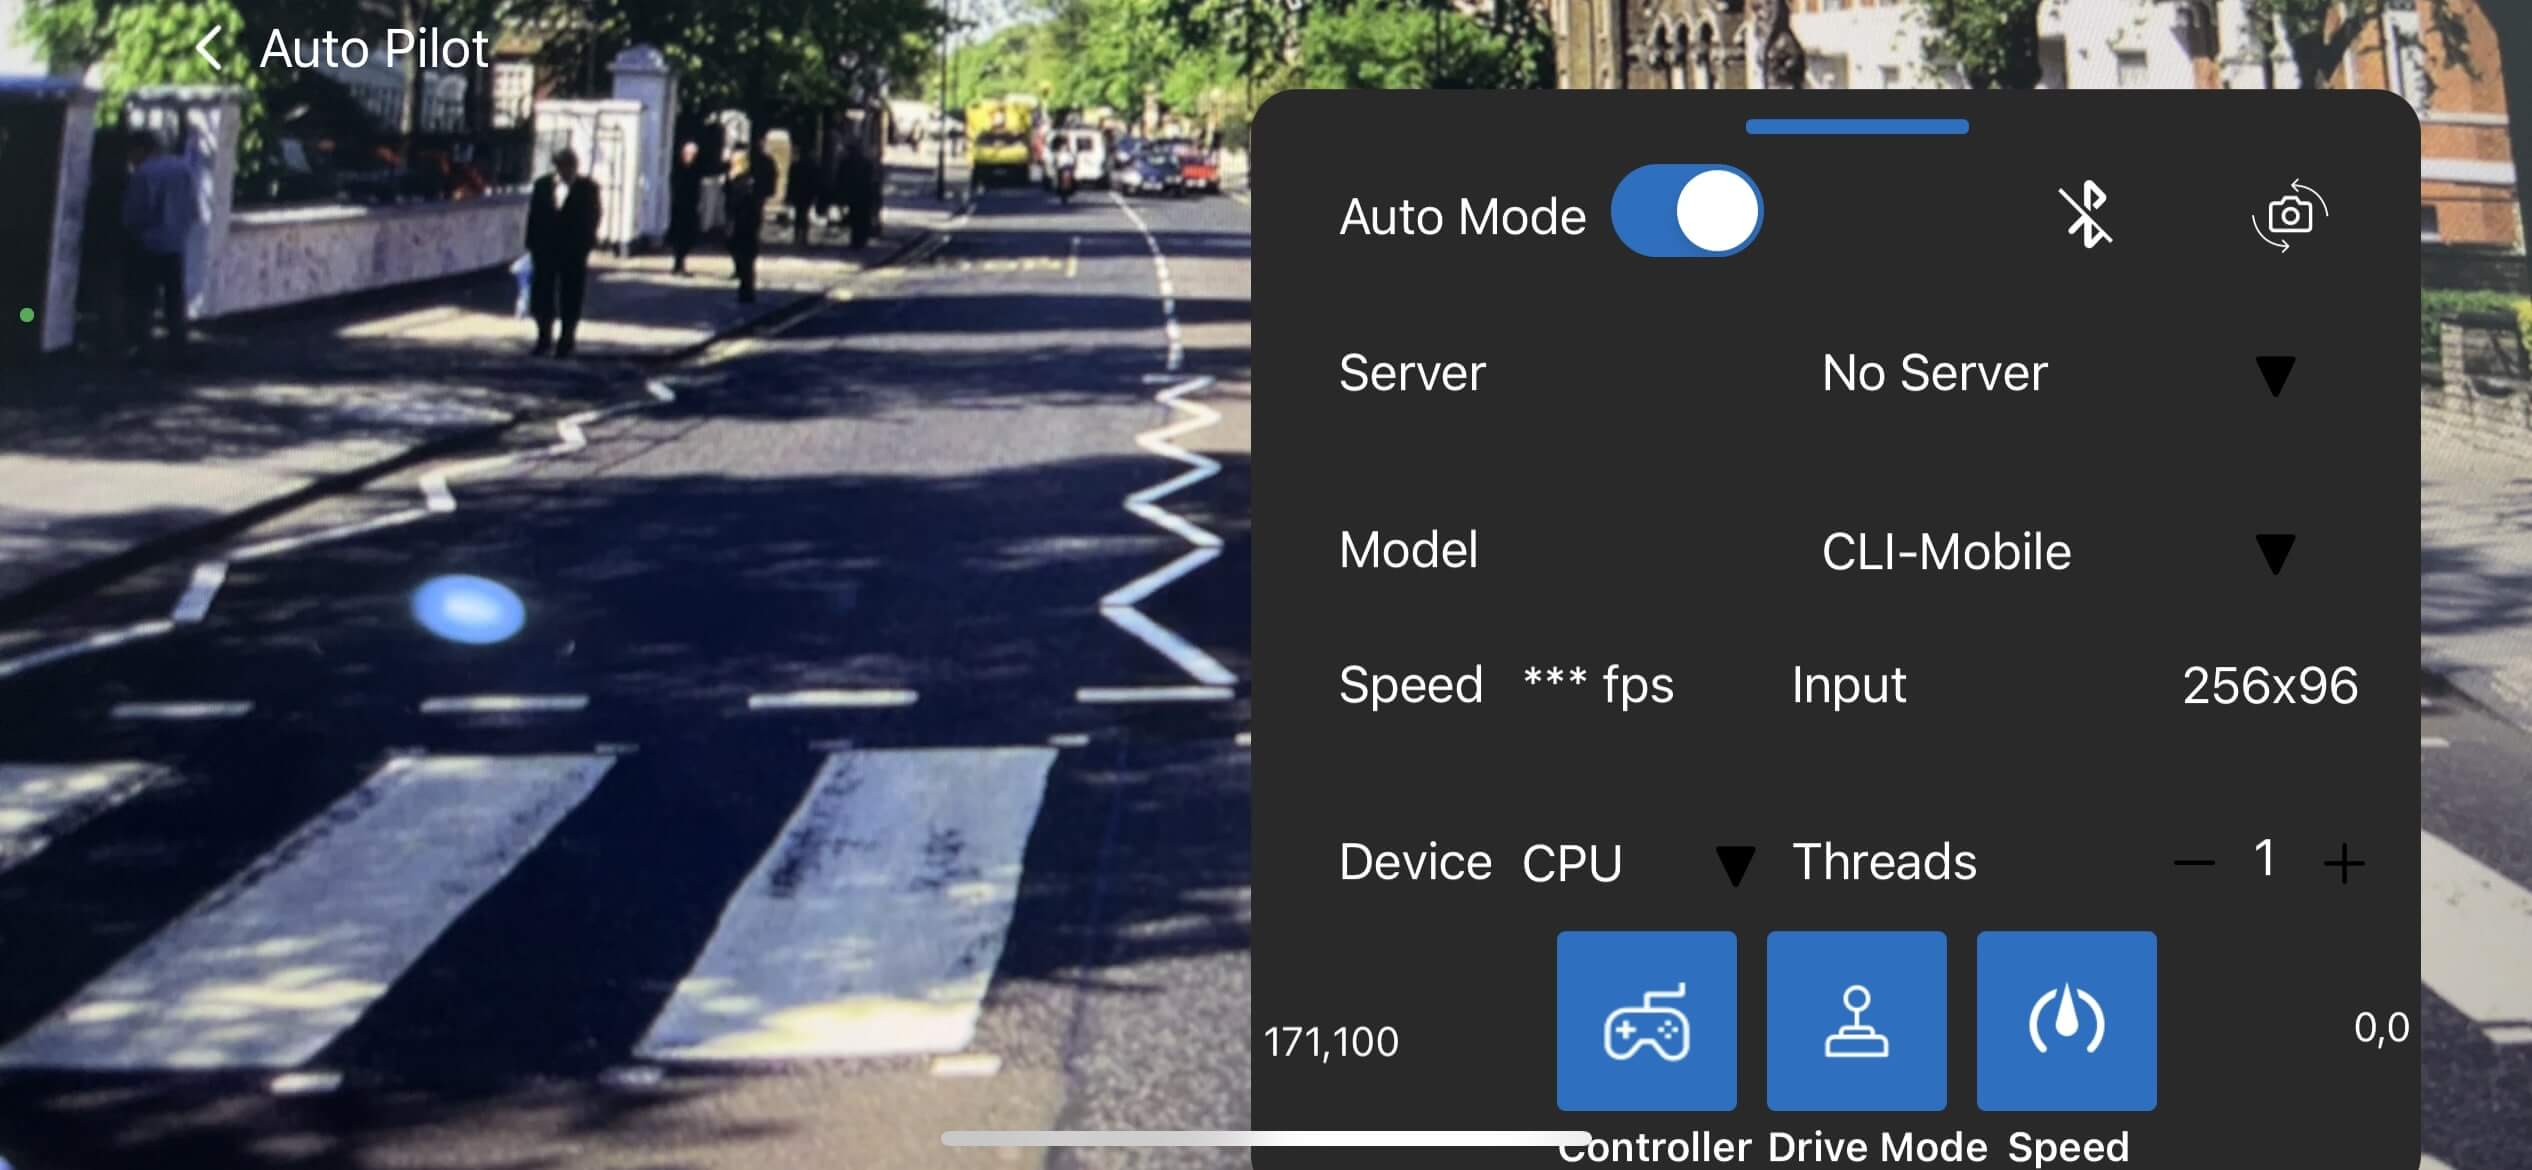 Auto Pilot
Auto Mode
Server No Server
Model CLI-Mobile
Speed *** fps Input 256x96
Device CPU Threads 1
171,100
0,0
Controller Drive Mode Speed